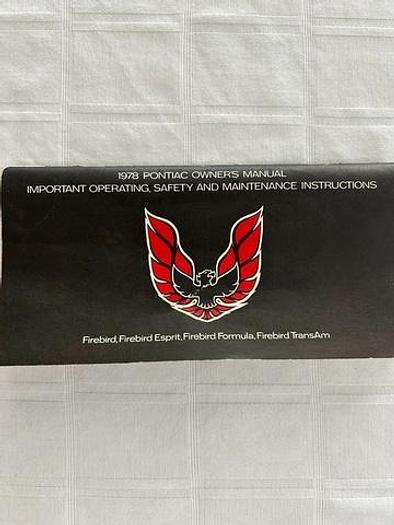 1978 PONTIAC OWNER'S MANUAL
IMPORTANT OPERATING, SAFETY AND MAINTENANCE INSTRUCTIONS
Firebird, Firebird Esprit, Firebird Formula, Firebird TransAm